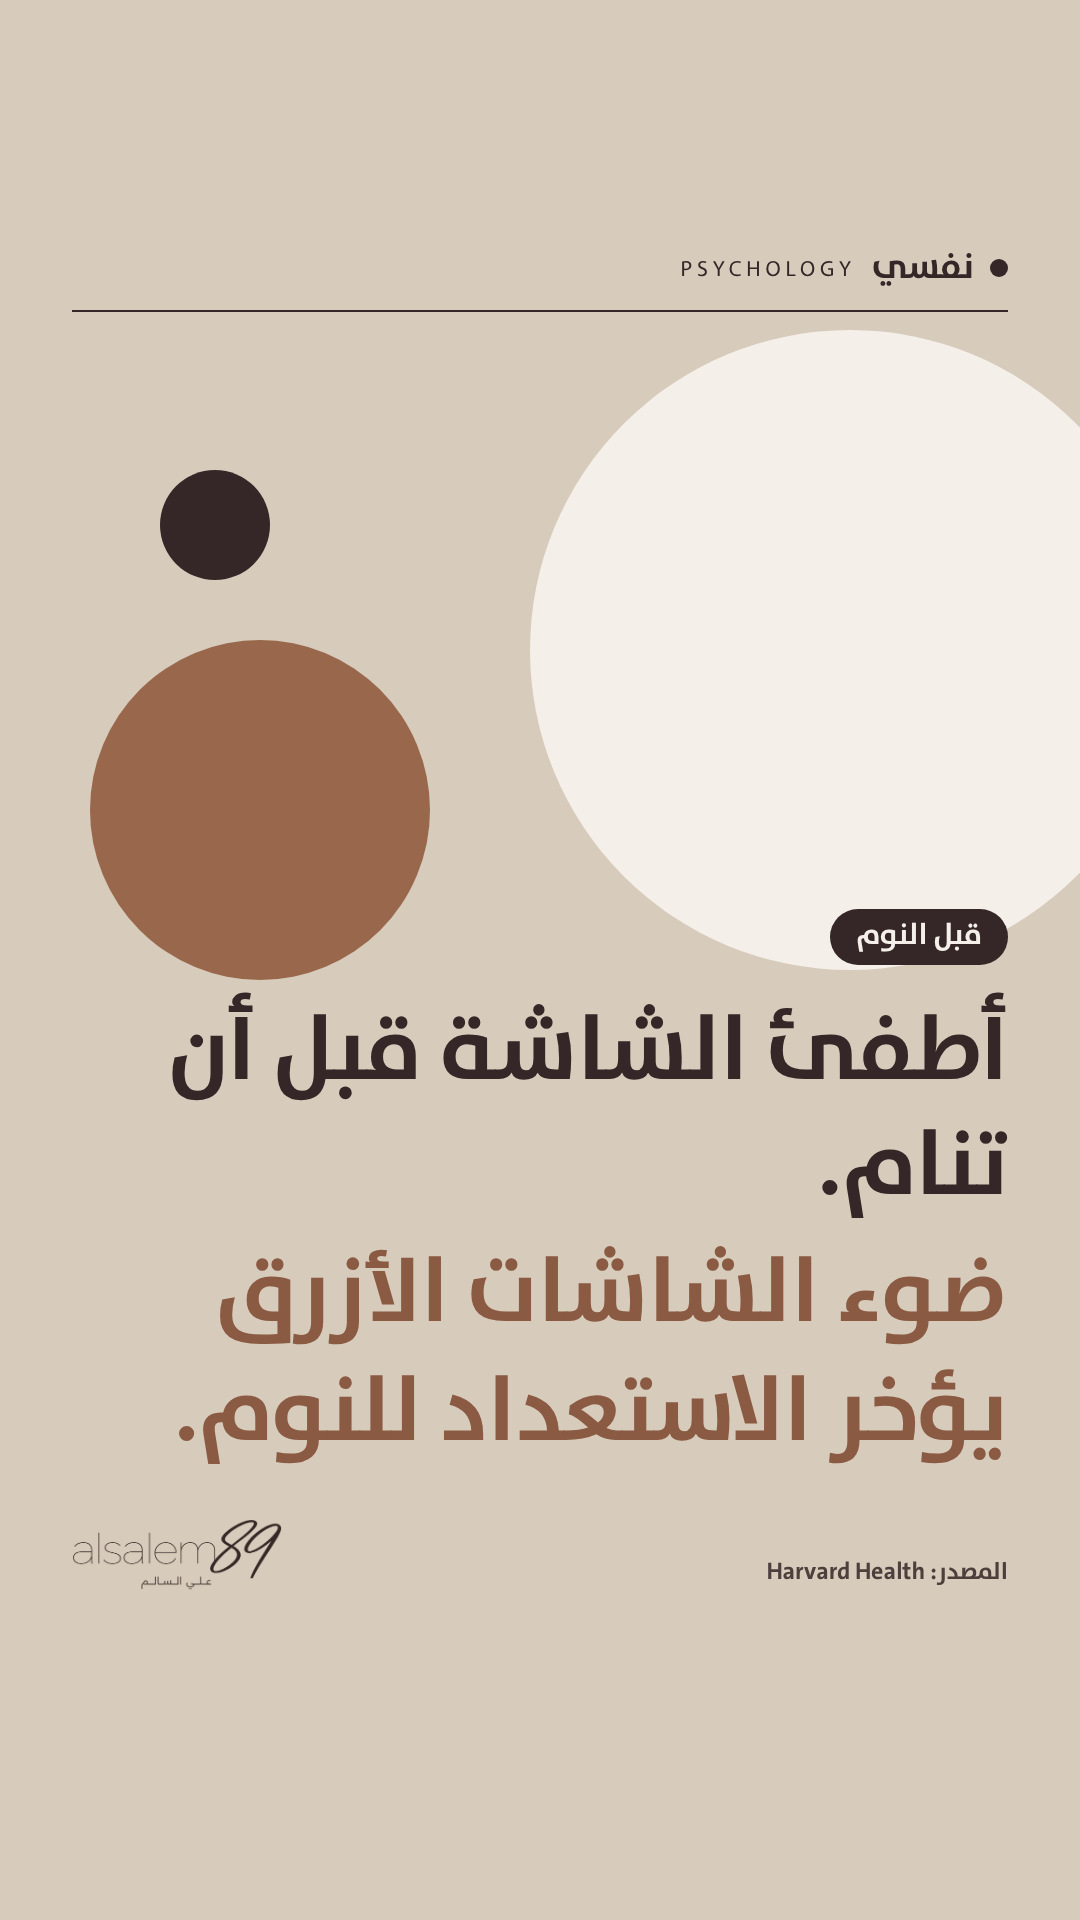 نفسي PSYCHOLOGY
قبل النوم
أطفئ الشاشة قبل أن
تنام.
ضوء الشاشات الأزرق
يؤخر الاستعداد للنوم.
المصدر: Harvard Health
alsalem89
علي السالم